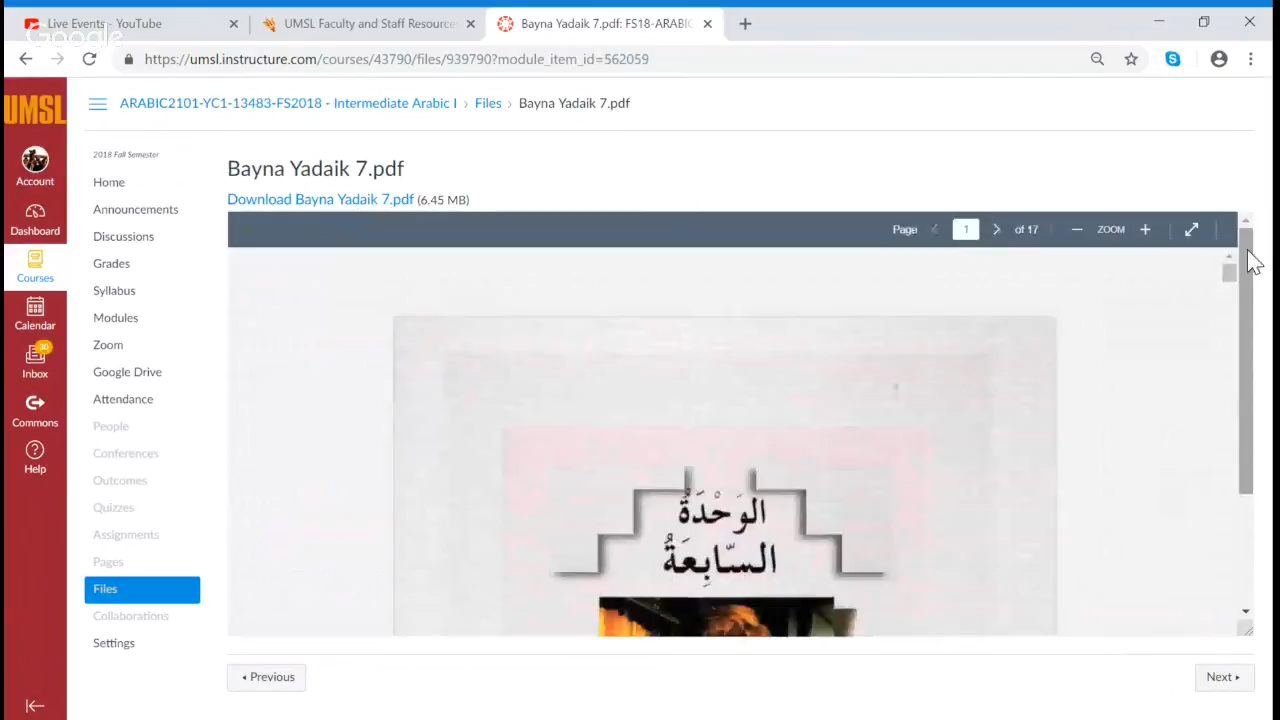 Live Events - YouTube
UMSL Faculty and Staff Resource
Bayna Yadaik 7.pdf: FS18-ARABIC
Google
https://umsl.instructure.com/courses/43790/files/939790?module_item_id=562059
UMSL
ARABIC2101-YC1-13483-FS2018 - Intermediate Arabic I › Files › Bayna Yadaik 7.pdf
2018 Fall Semester
Account
Dashboard
Courses
Calendar
30
Inbox
Commons
Help
Home
Announcements
Discussions
Grades
Syllabus
Modules
Zoom
Google Drive
Attendance
People
Conferences
Outcomes
Quizzes
Assignments
Pages
Files
Collaborations
Settings
Bayna Yadaik 7.pdf
Download Bayna Yadaik 7.pdf (6.45 MB)
Page 1 of 17 ZOOM
الوَحْدَةُ
السّابِعَةُ
Previous
Next